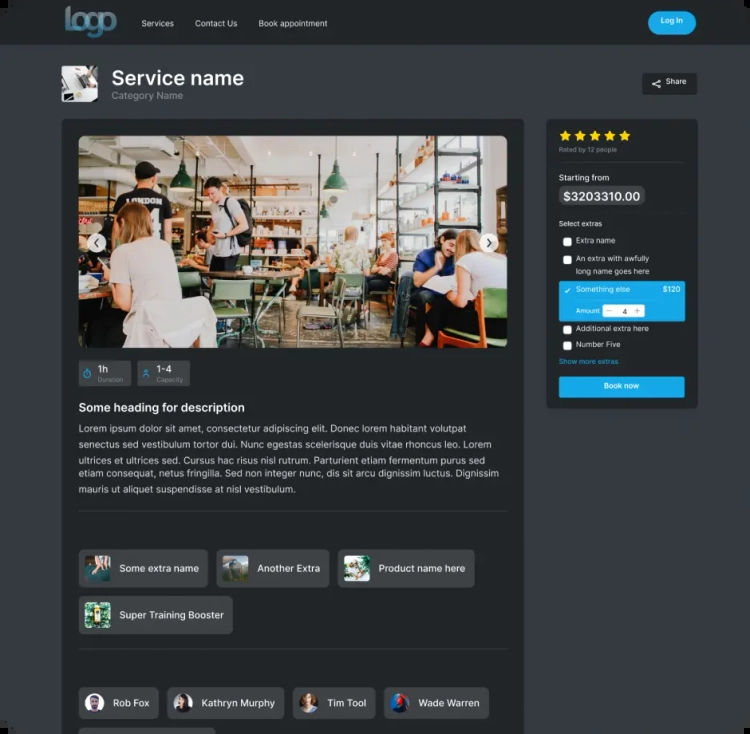 logo
Services
Contact Us
Book appointment
Log In
Service name
Category Name
Share
LONDON
1h
Duration
1-4
Capacity
Some heading for description
Lorem ipsum dolor sit amet, consectetur adipiscing elit. Donec lorem habitant volutpat
senectus sed vestibulum tortor dui. Nunc egestas scelerisque duis vitae rhoncus leo. Lorem
ultrices et ultrices sed. Cursus hac risus nisl rutrum. Parturient etiam fermentum purus sed
etiam consequat, netus fringilla. Sed non integer nunc, dis sit arcu dignissim luctus. Dignissim
mauris ut aliquet suspendisse at nisl vestibulum.
Some extra name
Another Extra
Product name here
Super Training Booster
Rob Fox
Kathryn Murphy
Tim Tool
Wade Warren
Rated by 12 people
Starting from
$3203310.00
Select extras
Extra name
An extra with awfully
long name goes here
Something else
$120
Amount
4
Additional extra here
Number Five
Show more extras
Book now